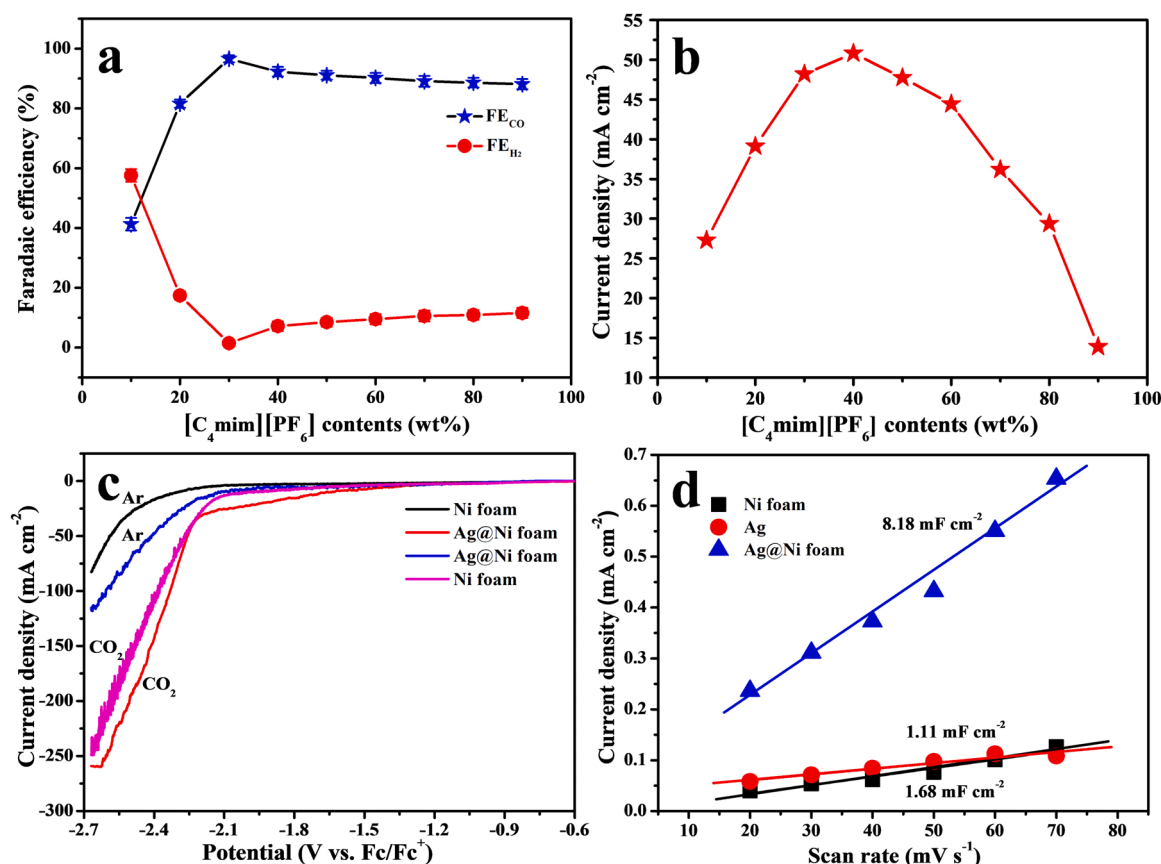 a
100
80
60
40
20
0
Faradaic efficiency (%)
FE_CO
FE_H2
0 20 40 60 80 100
[C4mim][PF6] contents (wt%)
b
55
50
45
40
35
30
25
20
15
10
Current density (mA cm-2)
0 20 40 60 80 100
[C4mim][PF6] contents (wt%)
c
0
-50
-100
-150
-200
-250
-300
Current density (mA cm-2)
Ar
Ar
CO2
CO2
Ni foam
Ag@Ni foam
Ag@Ni foam
Ni foam
-2.7 -2.4 -2.1 -1.8 -1.5 -1.2 -0.9 -0.6
Potential (V vs. Fc/Fc+)
d
0.7
0.6
0.5
0.4
0.3
0.2
0.1
0.0
Current density (mA cm-2)
Ni foam
Ag
Ag@Ni foam
8.18 mF cm-2
1.11 mF cm-2
1.68 mF cm-2
10 20 30 40 50 60 70 80
Scan rate (mV s-1)